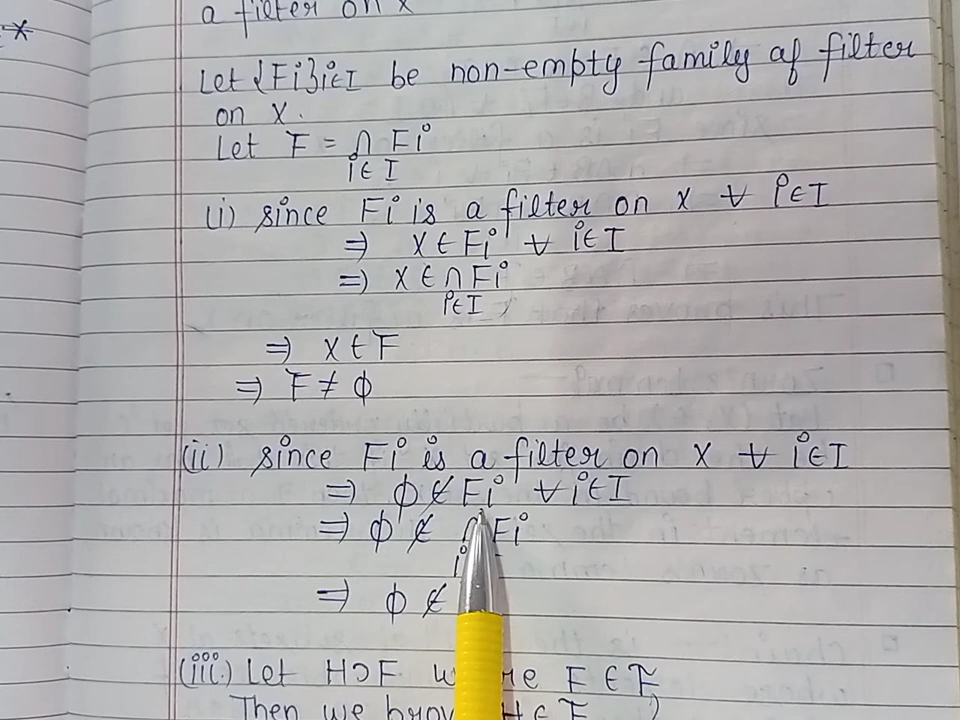 a filter on X
Let {Fi}i∈I be non-empty family of filter
on X.
Let F = ∩ Fi
i ∈ I
(i) since Fi is a filter on X ∀ i∈I
⇒ X ∈ Fi ∀ i∈I
⇒ X ∈ ∩ Fi
i∈I
⇒ X ∈ F
⇒ F ≠ ϕ
(ii) since Fi is a filter on X ∀ i∈I
⇒ ϕ ∉ Fi ∀ i∈I
⇒ ϕ ∉ ∩ Fi
i
⇒ ϕ ∉
(iii) Let H⊃F F ∈ F
Then we H ∈ F